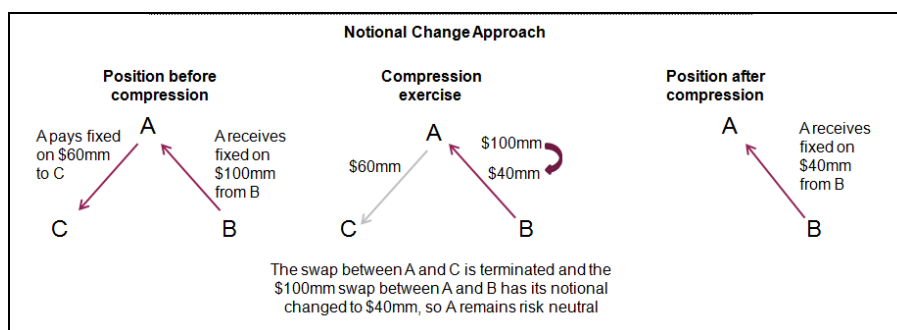 Notional Change Approach
Position before
compression
A
A pays fixed
on $60mm
to C
A receives
fixed on
$100mm
from B
C
B
Compression
exercise
A
$100mm
$60mm
$40mm
C
B
Position after
compression
A
A receives
fixed on
$40mm
from B
B
The swap between A and C is terminated and the
$100mm swap between A and B has its notional
changed to $40mm, so A remains risk neutral